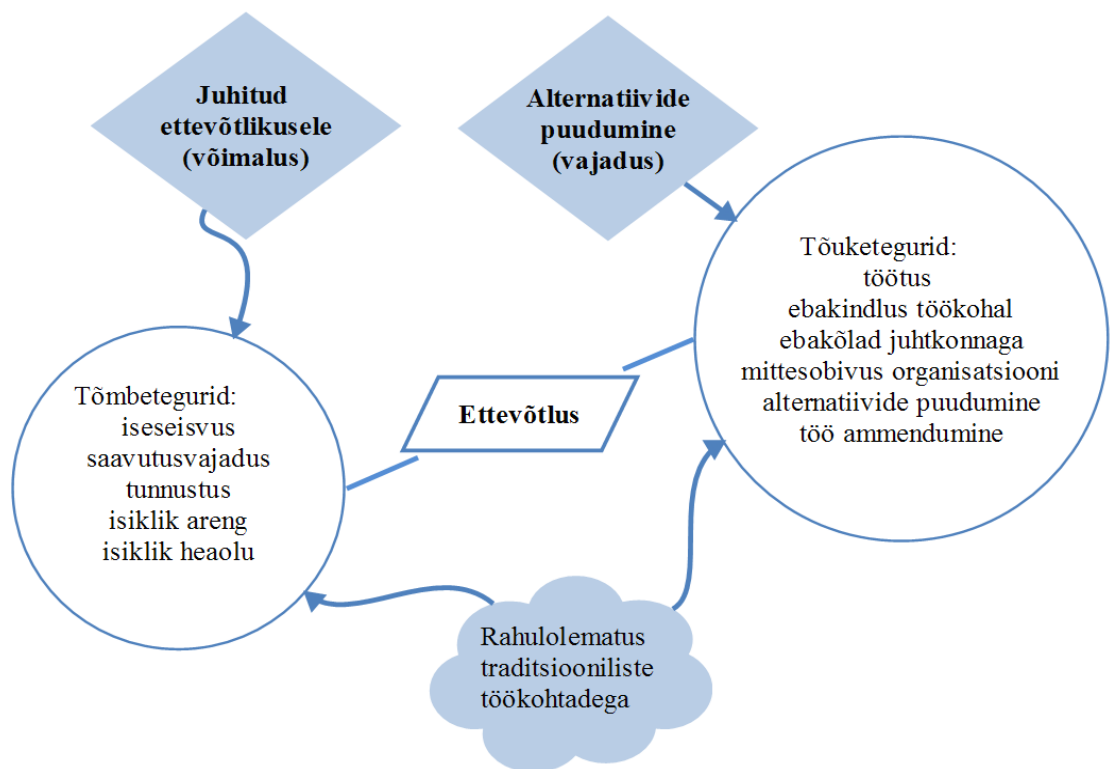 Juhitud
ettevõtlikusele
(võimalus)
Alternatiivide
puudumine
(vajadus)
Tõuketegurid:
töötus
ebakindlus töökohal
ebakõlad juhtkonnaga
mittesobivus organisatsiooni
alternatiivide puudumine
töö ammendumine
Tõmbetegurid:
iseseisvus
saavutusvajadus
tunnustus
isiklik areng
isiklik heaolu
Ettevõtlus
Rahulolematus
traditsiooniliste
töökohtadega